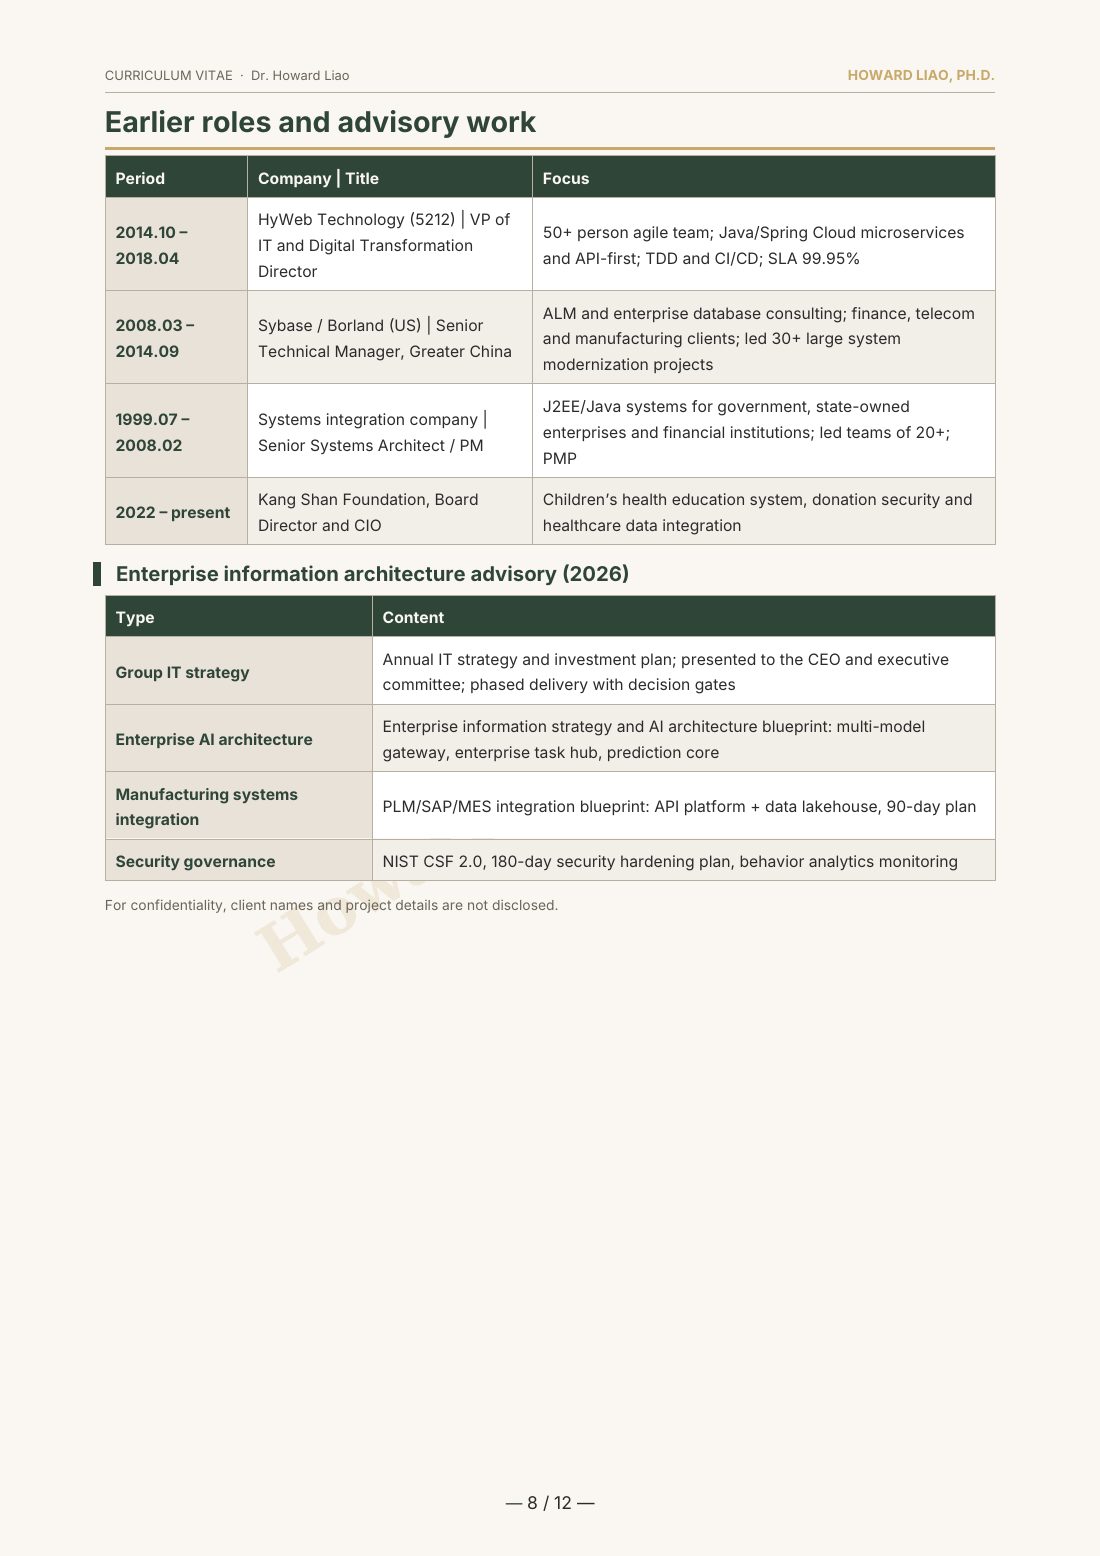 CURRICULUM VITAE · Dr. Howard Liao
HOWARD LIAO, PH.D.
Earlier roles and advisory work
Period
Company | Title
Focus
2014.10 –
2018.04
HyWeb Technology (5212) | VP of
IT and Digital Transformation
Director
50+ person agile team; Java/Spring Cloud microservices
and API-first; TDD and CI/CD; SLA 99.95%
2008.03 –
2014.09
Sybase / Borland (US) | Senior
Technical Manager, Greater China
ALM and enterprise database consulting; finance, telecom
and manufacturing clients; led 30+ large system
modernization projects
1999.07 –
2008.02
Systems integration company |
Senior Systems Architect / PM
J2EE/Java systems for government, state-owned
enterprises and financial institutions; led teams of 20+;
PMP
2022 – present
Kang Shan Foundation, Board
Director and CIO
Children’s health education system, donation security and
healthcare data integration
Enterprise information architecture advisory (2026)
Type
Content
Group IT strategy
Annual IT strategy and investment plan; presented to the CEO and executive
committee; phased delivery with decision gates
Enterprise AI architecture
Enterprise information strategy and AI architecture blueprint: multi-model
gateway, enterprise task hub, prediction core
Manufacturing systems
integration
PLM/SAP/MES integration blueprint: API platform + data lakehouse, 90-day plan
Security governance
NIST CSF 2.0, 180-day security hardening plan, behavior analytics monitoring
For confidentiality, client names and project details are not disclosed.
— 8 / 12 —